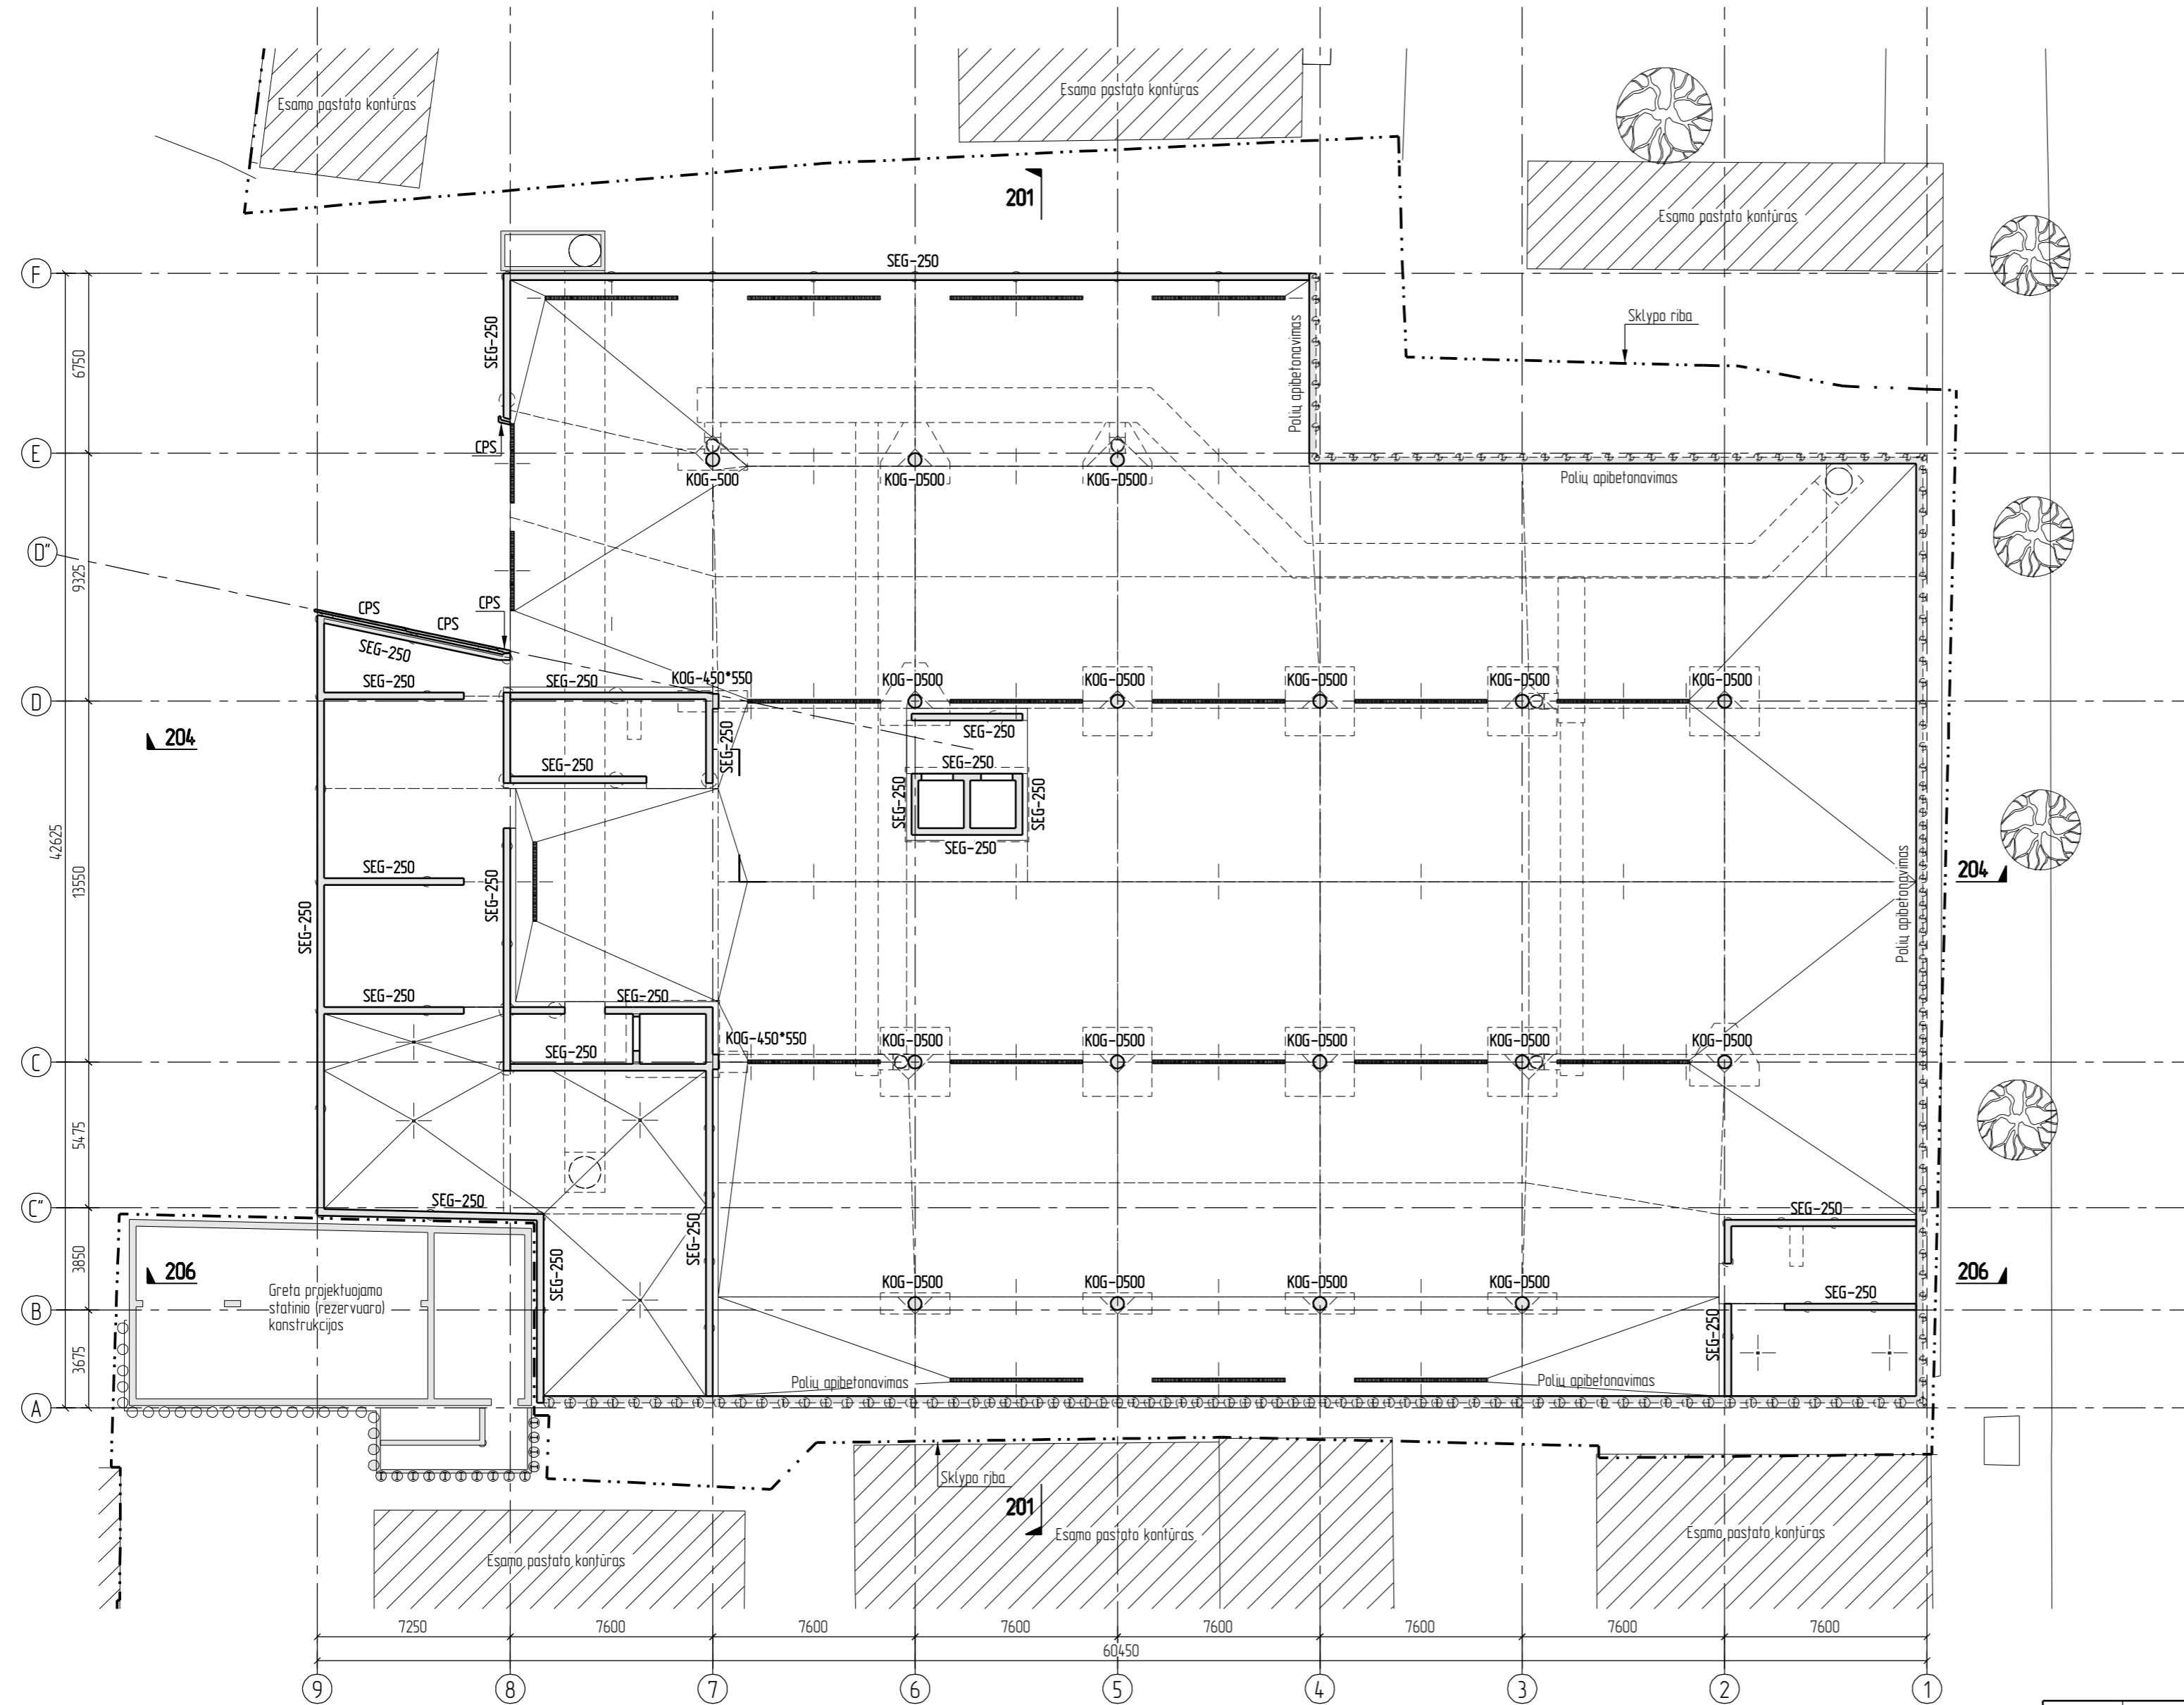 Esamo pastato kontūras
Esamo pastato kontūras
201
Esamo pastato kontūras
F
SEG-250
Sklypo riba
SEG-250
Polių apibetonavimas
6750
E
CPS
KOG-500
KOG-D500
KOG-D500
Polių apibetonavimas
D"
9325
CPS
CPS
CPS
SEG-250
SEG-250
SEG-250
KOG-450*550
KOG-D500
KOG-D500
KOG-D500
KOG-D500
KOG-D500
D
204
SEG-250
SEG-250
SEG-250
SEG-250
SEG-250
SEG-250
SEG-250
42625
13550
SEG-250
SEG-250
SEG-250
204
Polių apibetonavimas
SEG-250
SEG-250
KOG-450*550
KOG-D500
KOG-D500
KOG-D500
KOG-D500
KOG-D500
SEG-250
C
5475
SEG-250
SEG-250
C"
SEG-250
SEG-250
3850
206
Greta projektuojamo
statinio (rezervuaro)
konstrukcijos
KOG-D500
KOG-D500
KOG-D500
KOG-D500
206
SEG-250
B
SEG-250
3675
Polių apibetonavimas
Polių apibetonavimas
A
Sklypo riba
201
Esamo pastato kontūras
Esamo pastato kontūras
Esamo pastato kontūras
7250
7600
7600
7600
7600
7600
7600
7600
60450
9
8
7
6
5
4
3
2
1